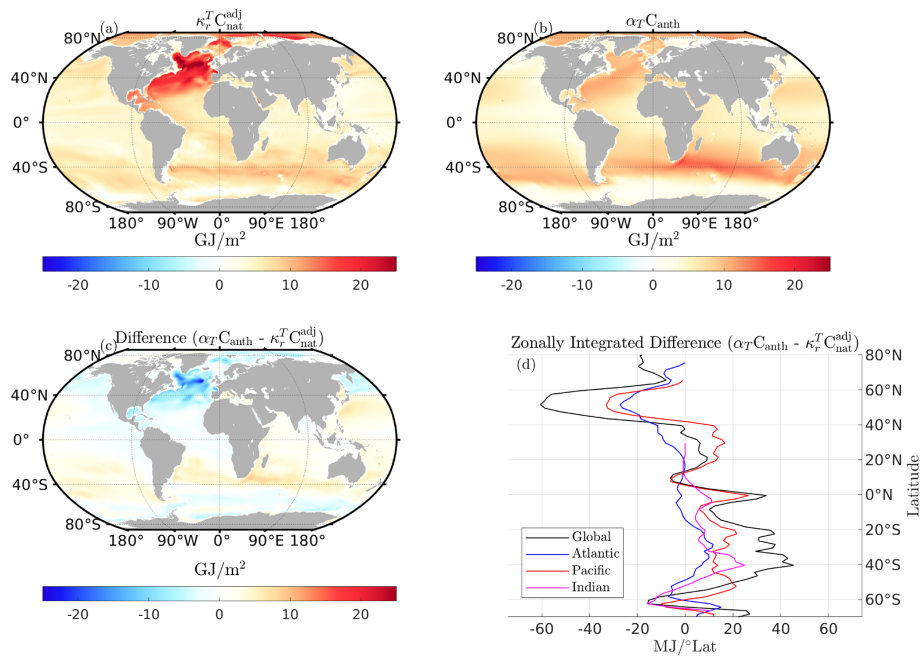 (a) κ_r^T C_nat^adj
80°N
40°N
0°
40°S
80°S
180° 90°W 0° 90°E 180°
GJ/m²
-20 -10 0 10 20
(b) α_T C_anth
80°N
40°N
0°
40°S
80°S
180° 90°W 0° 90°E 180°
GJ/m²
-20 -10 0 10 20
(c) Difference (α_T C_anth - κ_r^T C_nat^adj)
80°N
40°N
0°
40°S
80°S
180° 90°W 0° 90°E 180°
GJ/m²
-20 -10 0 10 20
Zonally Integrated Difference (α_T C_anth - κ_r^T C_nat^adj)
(d)
80°N
60°N
40°N
20°N
0°N
20°S
40°S
60°S
Latitude
Global
Atlantic
Pacific
Indian
-60 -40 -20 0 20 40 60
MJ/°Lat